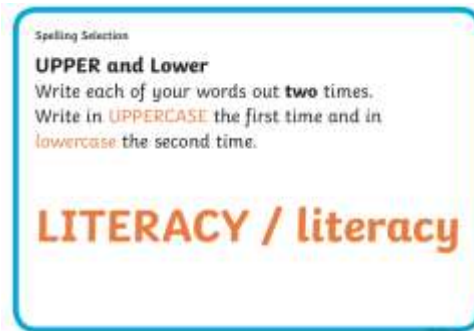 Spelling Selection
UPPER and Lower
Write each of your words out two times.
Write in UPPERCASE the first time and in
lowercase the second time.
LITERACY / literacy